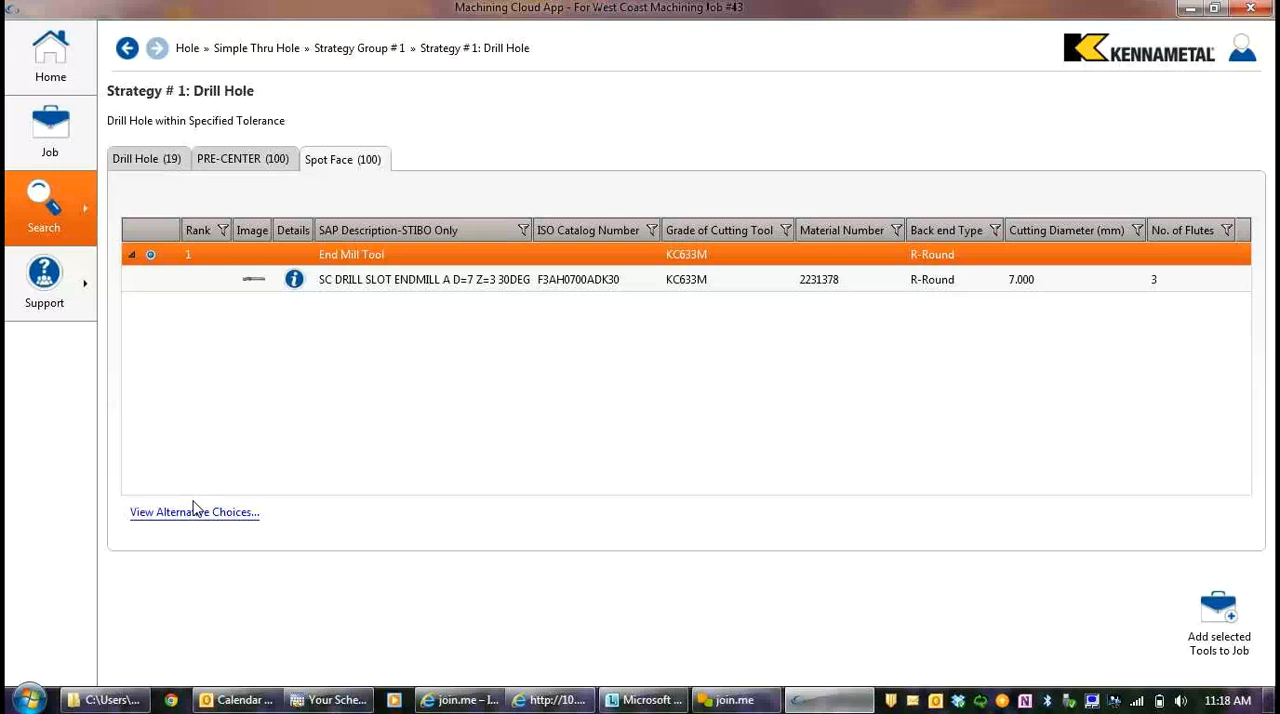 Machining Cloud App - For West Coast Machining Job #43
Home
Job
Search
Support
Hole » Simple Thru Hole » Strategy Group #1 » Strategy #1: Drill Hole
KENNAMETAL
Strategy # 1: Drill Hole
Drill Hole within Specified Tolerance
Drill Hole (19) PRE-CENTER (100) Spot Face (100)
Rank Image Details SAP Description-STIBO Only ISO Catalog Number Grade of Cutting Tool Material Number Back end Type Cutting Diameter (mm) No. of Flutes
1 End Mill Tool KC633M R-Round
SC DRILL SLOT ENDMILL A D=7 Z=3 30DEG F3AH0700ADK30 KC633M 2231378 R-Round 7.000 3
View Alternative Choices...
Add selected
Tools to Job
C:\Users\... Calendar ... Your Sche... join.me – I... http://10.... Microsoft ... join.me 11:18 AM